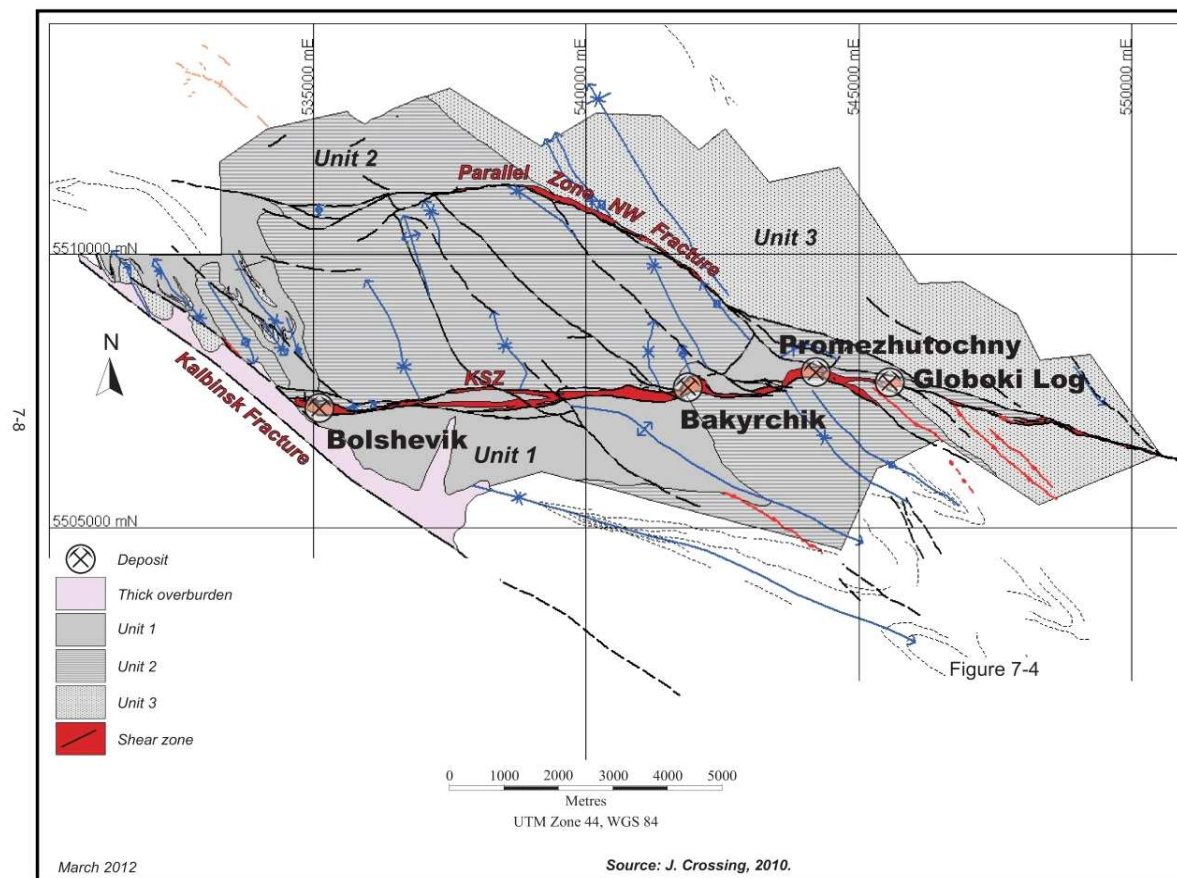 535000 mE
540000 mE
545000 mE
550000 mE
Unit 2
Parallel Zone NW Fracture
Unit 3
5510000 mN
N
Promezhutochny
Globoki Log
KSZ
Bakyrchik
Kalbinsk Fracture
Bolshevik
Unit 1
7-8
5505000 mN
Deposit
Thick overburden
Unit 1
Unit 2
Unit 3
Shear zone
Figure 7-4
0 1000 2000 3000 4000 5000
Metres
UTM Zone 44, WGS 84
March 2012
Source: J. Crossing, 2010.